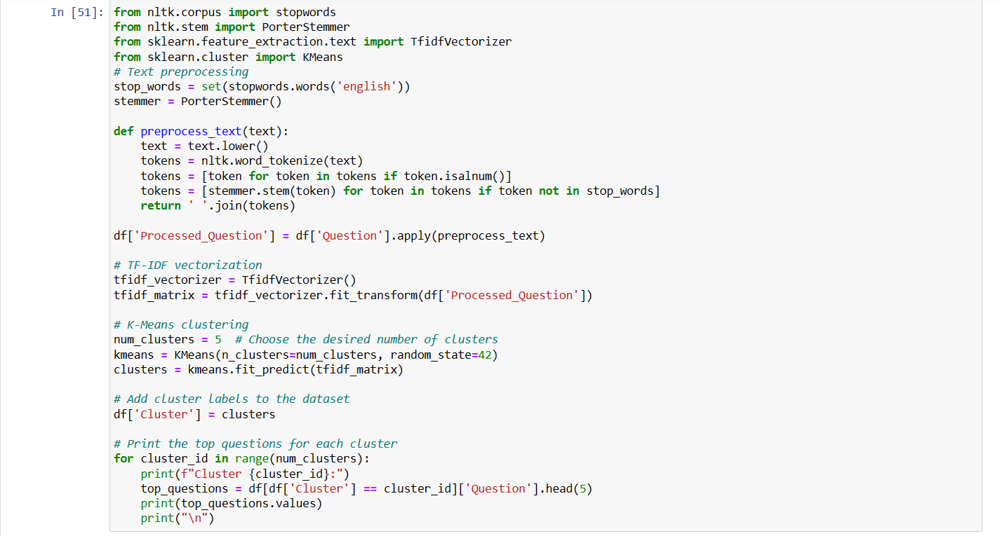 In [51]: from nltk.corpus import stopwords
from nltk.stem import PorterStemmer
from sklearn.feature_extraction.text import TfidfVectorizer
from sklearn.cluster import KMeans
# Text preprocessing
stop_words = set(stopwords.words('english'))
stemmer = PorterStemmer()

def preprocess_text(text):
    text = text.lower()
    tokens = nltk.word_tokenize(text)
    tokens = [token for token in tokens if token.isalnum()]
    tokens = [stemmer.stem(token) for token in tokens if token not in stop_words]
    return ' '.join(tokens)

df['Processed_Question'] = df['Question'].apply(preprocess_text)

# TF-IDF vectorization
tfidf_vectorizer = TfidfVectorizer()
tfidf_matrix = tfidf_vectorizer.fit_transform(df['Processed_Question'])

# K-Means clustering
num_clusters = 5  # Choose the desired number of clusters
kmeans = KMeans(n_clusters=num_clusters, random_state=42)
clusters = kmeans.fit_predict(tfidf_matrix)

# Add cluster labels to the dataset
df['Cluster'] = clusters

# Print the top questions for each cluster
for cluster_id in range(num_clusters):
    print(f"Cluster {cluster_id}:")
    top_questions = df[df['Cluster'] == cluster_id]['Question'].head(5)
    print(top_questions.values)
    print("\n")